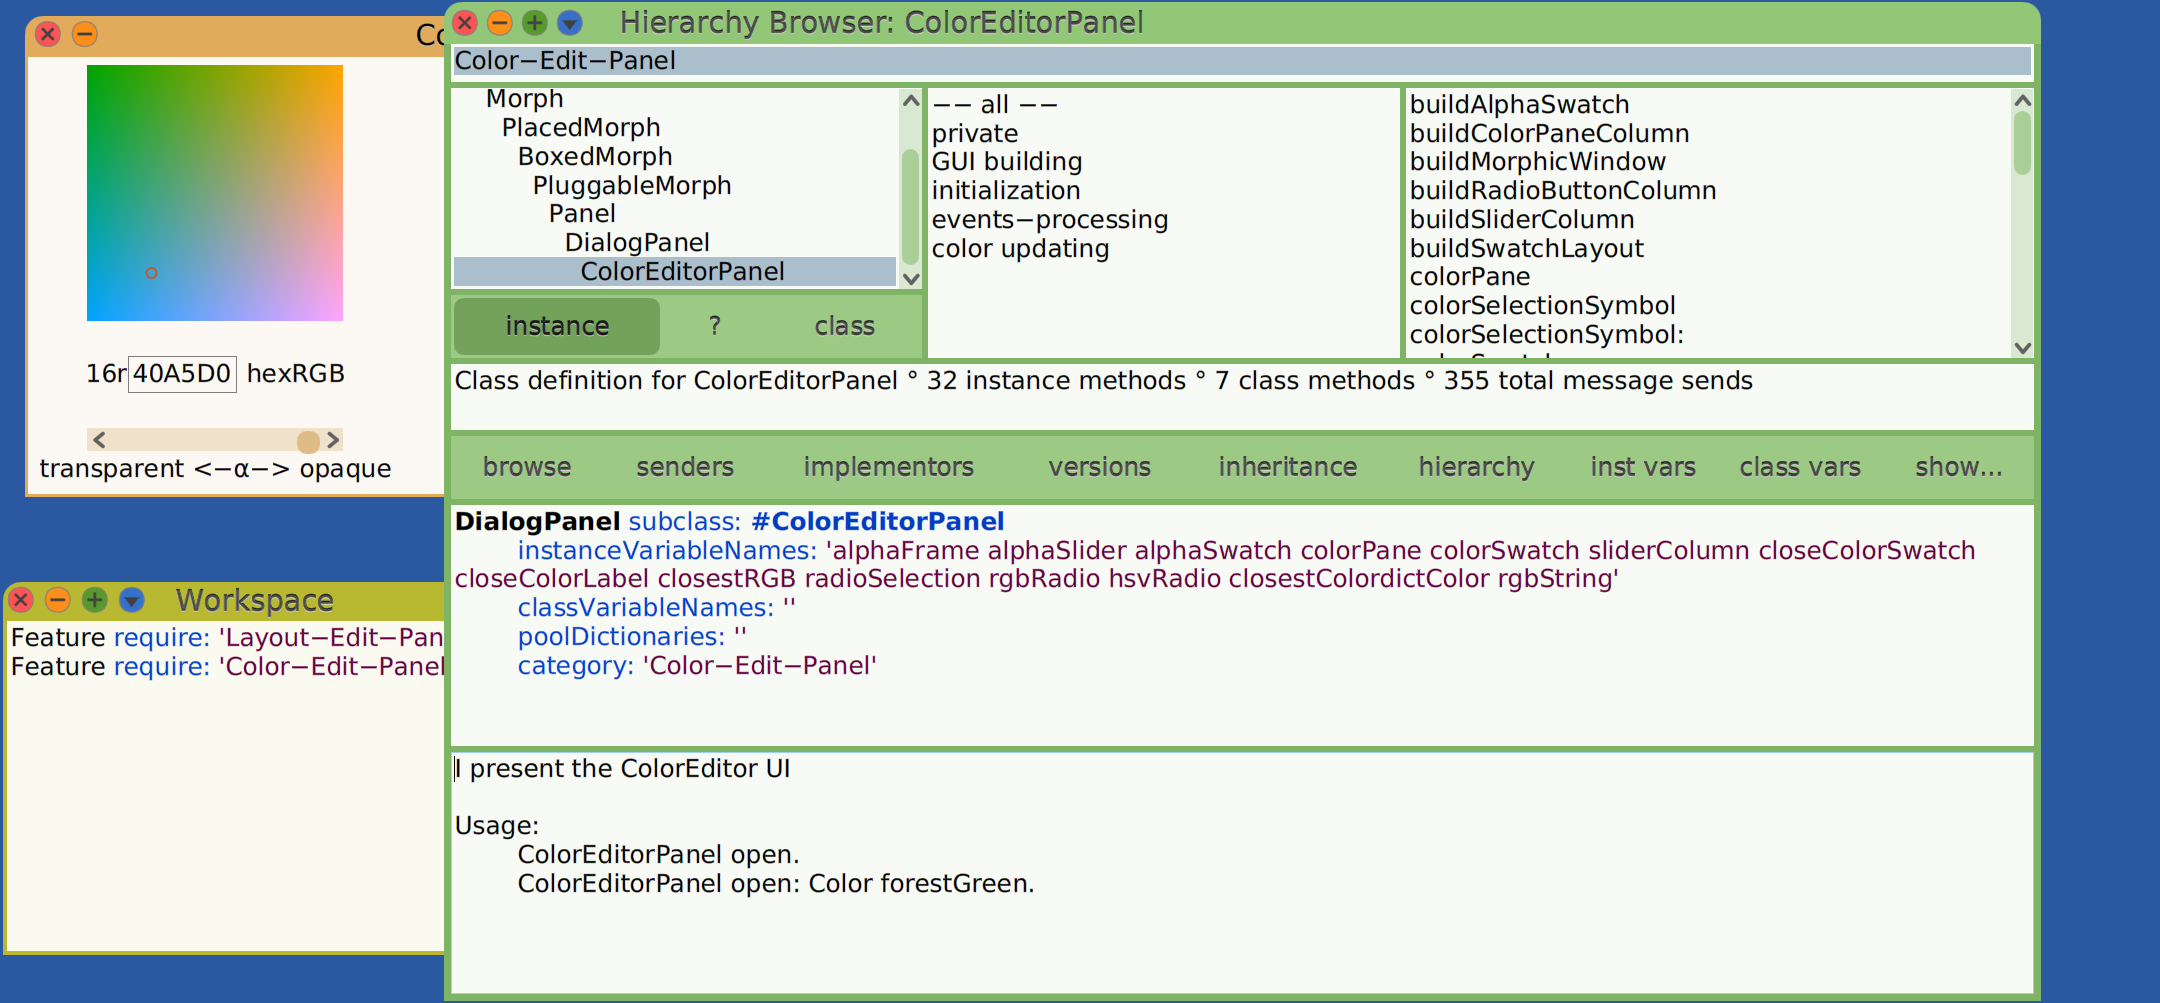 Co
16r 40A5D0 hexRGB
transparent <−α−> opaque
Workspace
Feature require: 'Layout−Edit−Pan
Feature require: 'Color−Edit−Panel
Hierarchy Browser: ColorEditorPanel
Color−Edit−Panel
Morph
PlacedMorph
BoxedMorph
PluggableMorph
Panel
DialogPanel
ColorEditorPanel
instance ? class
−− all −−
private
GUI building
initialization
events−processing
color updating
buildAlphaSwatch
buildColorPaneColumn
buildMorphicWindow
buildRadioButtonColumn
buildSliderColumn
buildSwatchLayout
colorPane
colorSelectionSymbol
colorSelectionSymbol:
Class definition for ColorEditorPanel ° 32 instance methods ° 7 class methods ° 355 total message sends
browse senders implementors versions inheritance hierarchy inst vars class vars show...
DialogPanel subclass: #ColorEditorPanel
instanceVariableNames: 'alphaFrame alphaSlider alphaSwatch colorPane colorSwatch sliderColumn closeColorSwatch
closeColorLabel closestRGB radioSelection rgbRadio hsvRadio closestColordictColor rgbString'
classVariableNames: ''
poolDictionaries: ''
category: 'Color−Edit−Panel'
I present the ColorEditor UI
Usage:
ColorEditorPanel open.
ColorEditorPanel open: Color forestGreen.